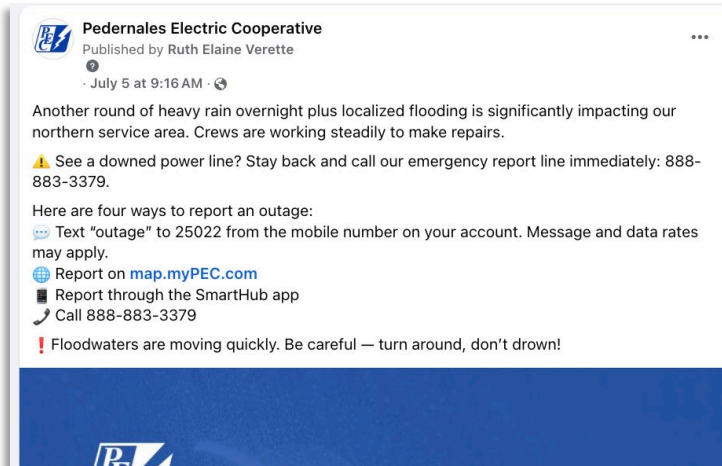 Pedernales Electric Cooperative
Published by Ruth Elaine Verette
?
· July 5 at 9:16 AM ·
Another round of heavy rain overnight plus localized flooding is significantly impacting our
northern service area. Crews are working steadily to make repairs.
⚠️ See a downed power line? Stay back and call our emergency report line immediately: 888-
883-3379.
Here are four ways to report an outage:
💬 Text “outage” to 25022 from the mobile number on your account. Message and data rates
may apply.
🌐 Report on map.myPEC.com
📱 Report through the SmartHub app
📞 Call 888-883-3379
❗ Floodwaters are moving quickly. Be careful — turn around, don’t drown!
PEC